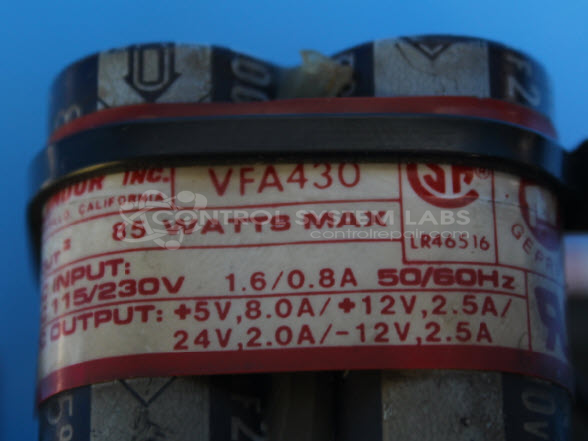 INC.
VFA430
CALIFORNIA
85 WATTS MAX
CONTROL SYSTEM LABS
controlrepair.com
LR46516
INPUT:
115/230V 1.6/0.8A 50/60Hz
OUTPUT: +5V,8.0A/+12V,2.5A/
24V,2.0A/-12V,2.5A